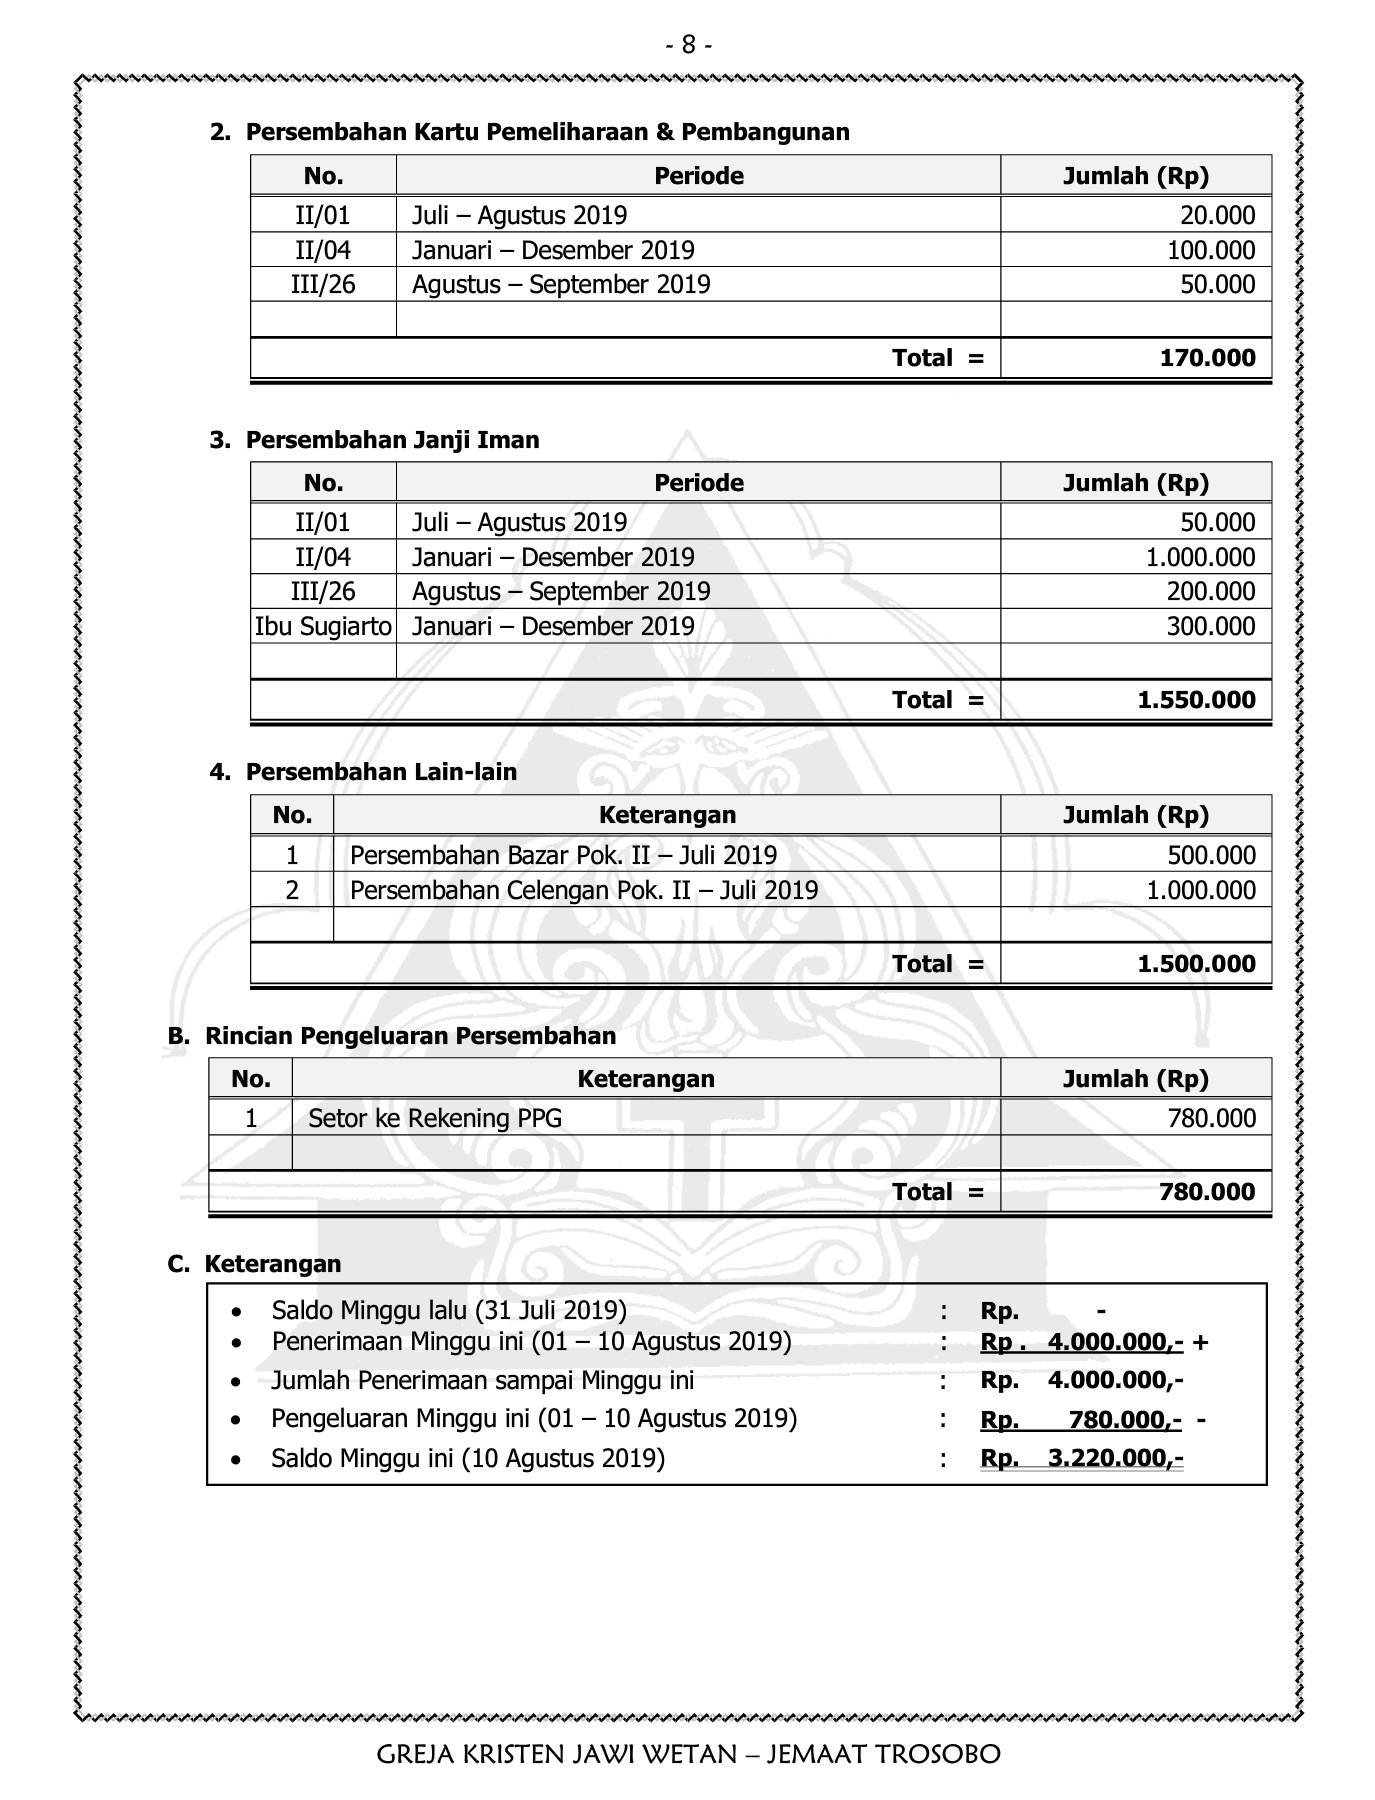 - 8 -
2. Persembahan Kartu Pemeliharaan & Pembangunan
No. Periode Jumlah (Rp)
II/01 Juli – Agustus 2019 20.000
II/04 Januari – Desember 2019 100.000
III/26 Agustus – September 2019 50.000
Total = 170.000
3. Persembahan Janji Iman
No. Periode Jumlah (Rp)
II/01 Juli – Agustus 2019 50.000
II/04 Januari – Desember 2019 1.000.000
III/26 Agustus – September 2019 200.000
Ibu Sugiarto Januari – Desember 2019 300.000
Total = 1.550.000
4. Persembahan Lain-lain
No. Keterangan Jumlah (Rp)
1 Persembahan Bazar Pok. II – Juli 2019 500.000
2 Persembahan Celengan Pok. II – Juli 2019 1.000.000
Total = 1.500.000
B. Rincian Pengeluaran Persembahan
No. Keterangan Jumlah (Rp)
1 Setor ke Rekening PPG 780.000
Total = 780.000
C. Keterangan
• Saldo Minggu lalu (31 Juli 2019) : Rp. -
• Penerimaan Minggu ini (01 – 10 Agustus 2019) : Rp . 4.000.000,- +
• Jumlah Penerimaan sampai Minggu ini : Rp. 4.000.000,-
• Pengeluaran Minggu ini (01 – 10 Agustus 2019) : Rp. 780.000,- -
• Saldo Minggu ini (10 Agustus 2019) : Rp. 3.220.000,-
GREJA KRISTEN JAWI WETAN – JEMAAT TROSOBO